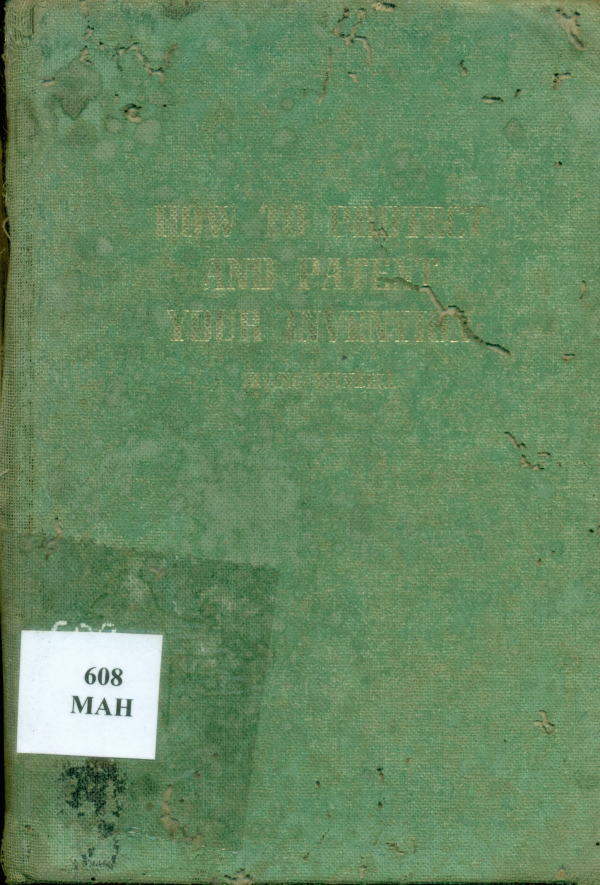 HOW TO PROTECT
AND PATENT
YOUR INVENTION
608
MAH